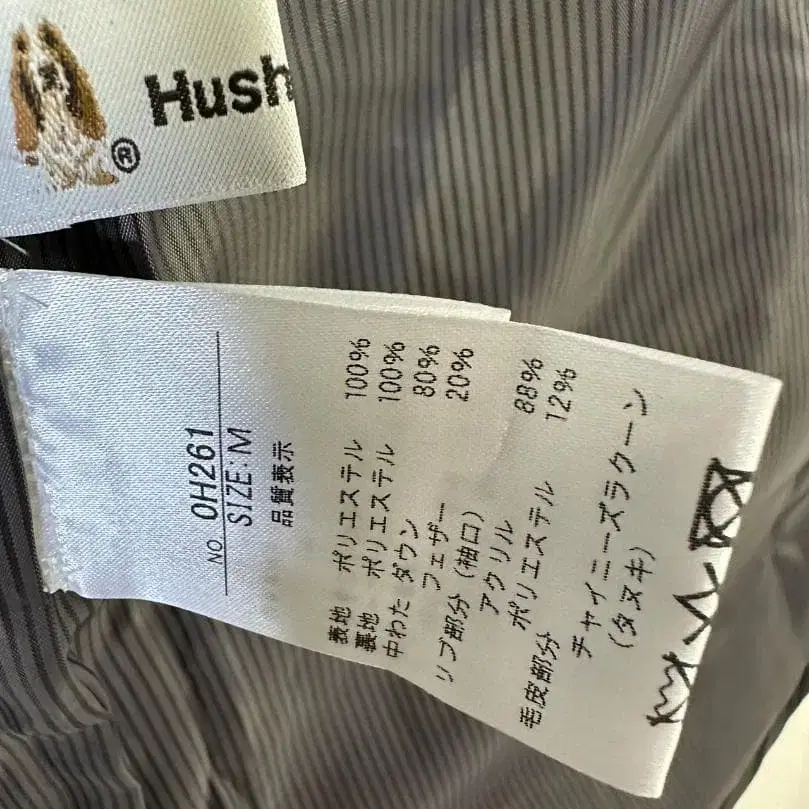 Hush
®
NO. OH261
SIZE: M
品質表示
表地 ポリエステル 100%
裏地 ポリエステル 100%
中わた ダウン 80%
フェザー 20%
リブ部分 (袖口)
アクリル 88%
ポリエステル 12%
毛皮部分
チャイニーズラクーン
(タヌキ)